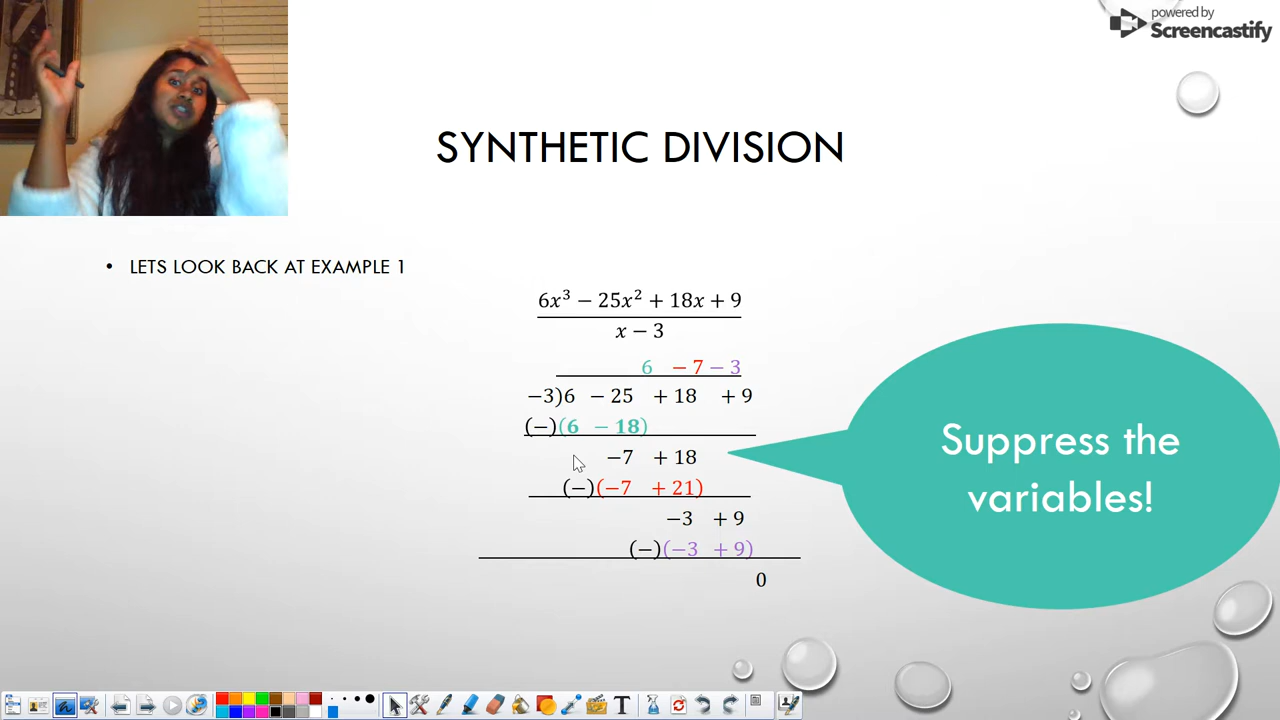 powered by
Screencastify
SYNTHETIC DIVISION
• LETS LOOK BACK AT EXAMPLE 1
6x³ − 25x² + 18x + 9
x − 3
6 − 7 − 3
−3)6 − 25 + 18 + 9
(−)(6 − 18)
−7 + 18
(−)(−7 + 21)
−3 + 9
(−)(−3 + 9)
0
Suppress the
variables!